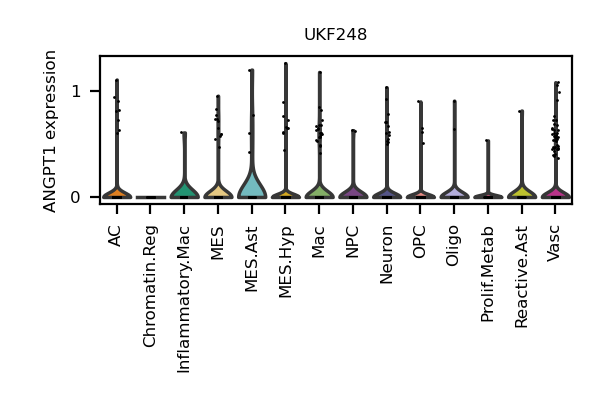 UKF248
ANGPT1 expression
1
0
AC
Chromatin.Reg
Inflammatory.Mac
MES
MES.Ast
MES.Hyp
Mac
NPC
Neuron
OPC
Oligo
Prolif.Metab
Reactive.Ast
Vasc